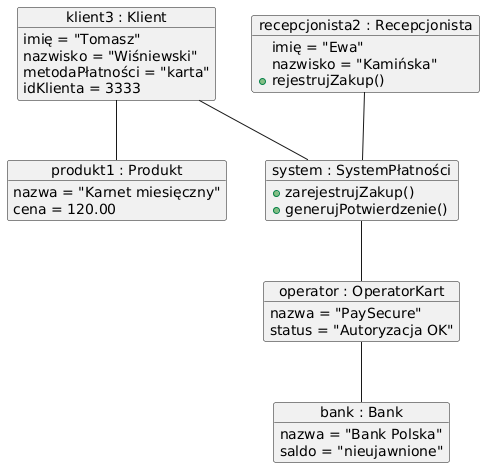 klient3 : Klient
imię = "Tomasz"
nazwisko = "Wiśniewski"
metodaPłatności = "karta"
idKlienta = 3333
recepcjonista2 : Recepcjonista
imię = "Ewa"
nazwisko = "Kamińska"
rejestrujZakup()
produkt1 : Produkt
nazwa = "Karnet miesięczny"
cena = 120.00
system : SystemPłatności
zarejestrujZakup()
generujPotwierdzenie()
operator : OperatorKart
nazwa = "PaySecure"
status = "Autoryzacja OK"
bank : Bank
nazwa = "Bank Polska"
saldo = "nieujawnione"